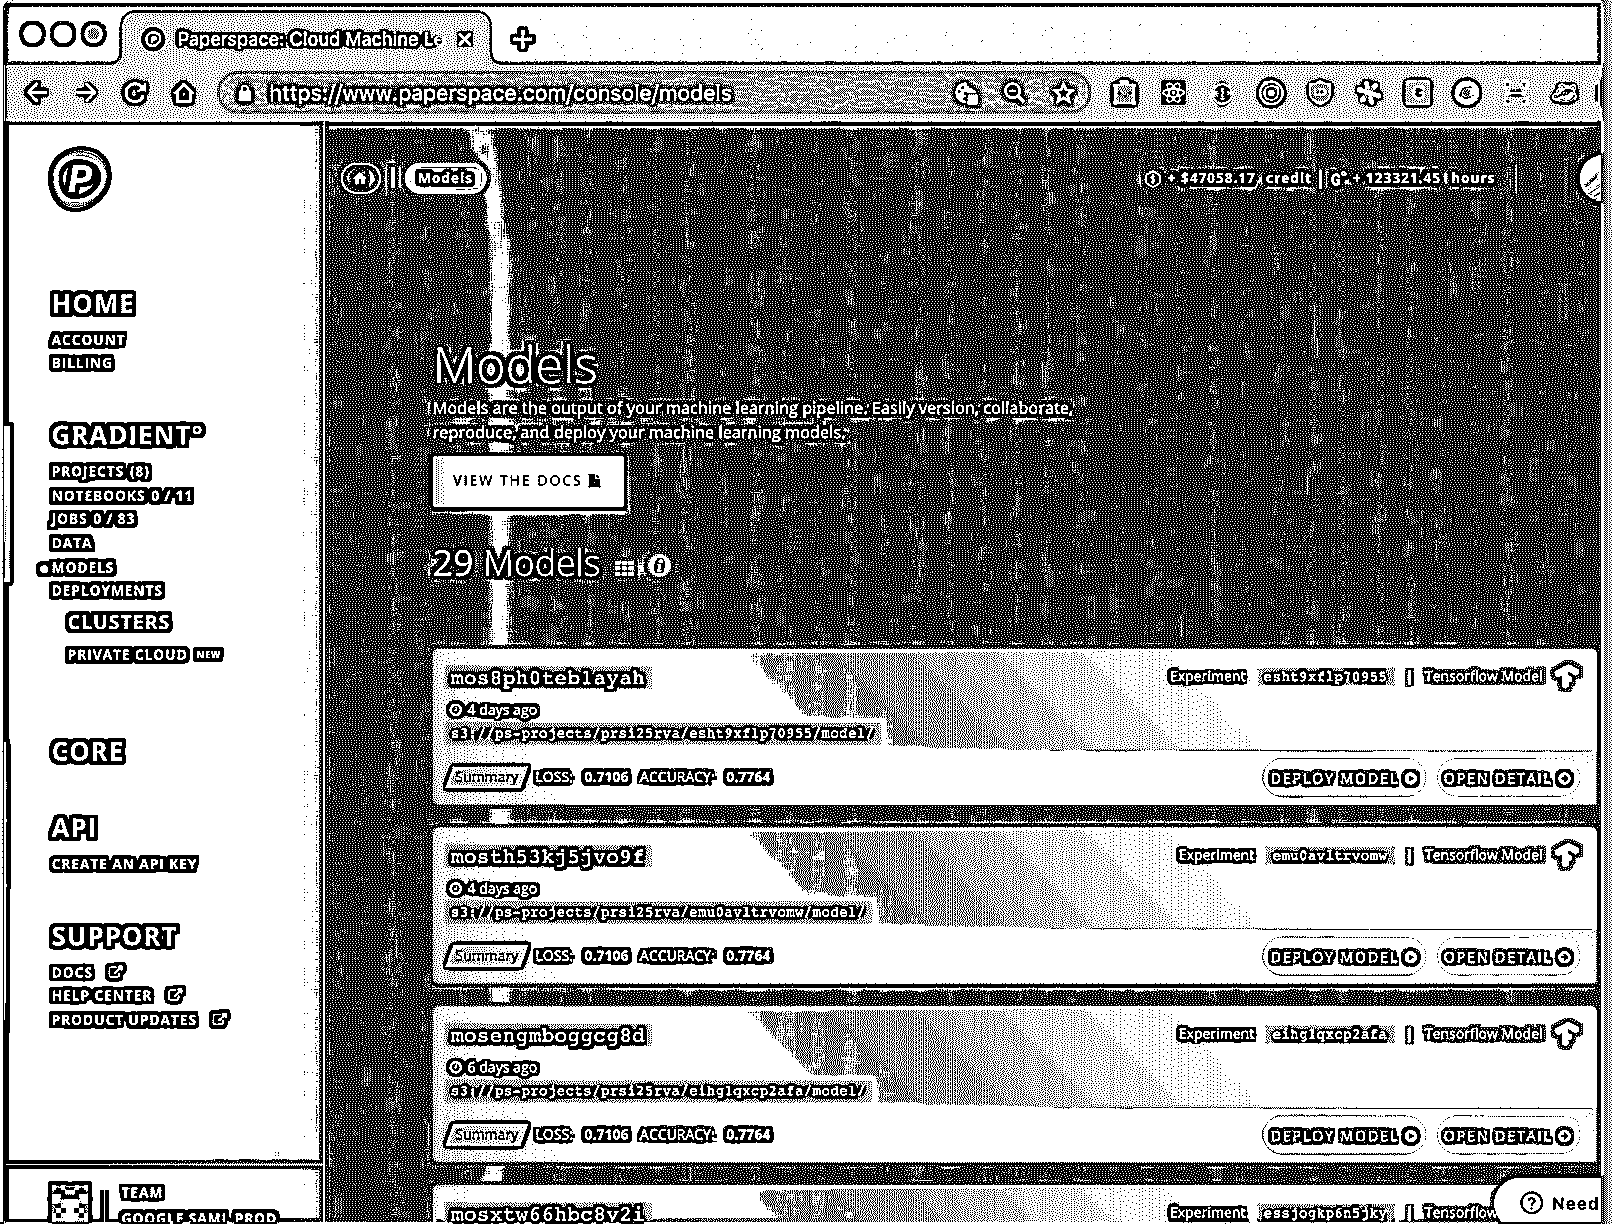 Paperspace: Cloud Machine L
https://www.paperspace.com/console/models
Models
+ $47058.17 credit
+ 123321.45 hours
HOME
ACCOUNT
BILLING
GRADIENT°
PROJECTS (8)
NOTEBOOKS 0 / 11
JOBS 0 / 83
DATA
MODELS
DEPLOYMENTS
CLUSTERS
PRIVATE CLOUD NEW
CORE
API
CREATE AN API KEY
SUPPORT
DOCS
HELP CENTER
PRODUCT UPDATES
TEAM
GOOGLE SAML PROD
Models
Models are the output of your machine learning pipeline. Easily version, collaborate,
reproduce, and deploy your machine learning models.
VIEW THE DOCS
29 Models
mos8ph0teblayah
Experiment esht9xflp70955 || Tensorflow Model
4 days ago
s3://ps-projects/prsi25rva/esht9xflp70955/model/
Summary LOSS: 0.7106 ACCURACY: 0.7764
DEPLOY MODEL OPEN DETAIL
mosth53kj5jvo9f
Experiment emu0avltrvomw || Tensorflow Model
4 days ago
s3://ps-projects/prsi25rva/emu0avltrvomw/model/
Summary LOSS: 0.7106 ACCURACY: 0.7764
DEPLOY MODEL OPEN DETAIL
mosengmboggcg8d
Experiment eihglqxcp2afa || Tensorflow Model
6 days ago
s3://ps-projects/prsi25rva/eihglqxcp2afa/model/
Summary LOSS: 0.7106 ACCURACY: 0.7764
DEPLOY MODEL OPEN DETAIL
mosxtw66hbc8v2i
Experiment essjogkp6n5jky || Tensorflow
Need